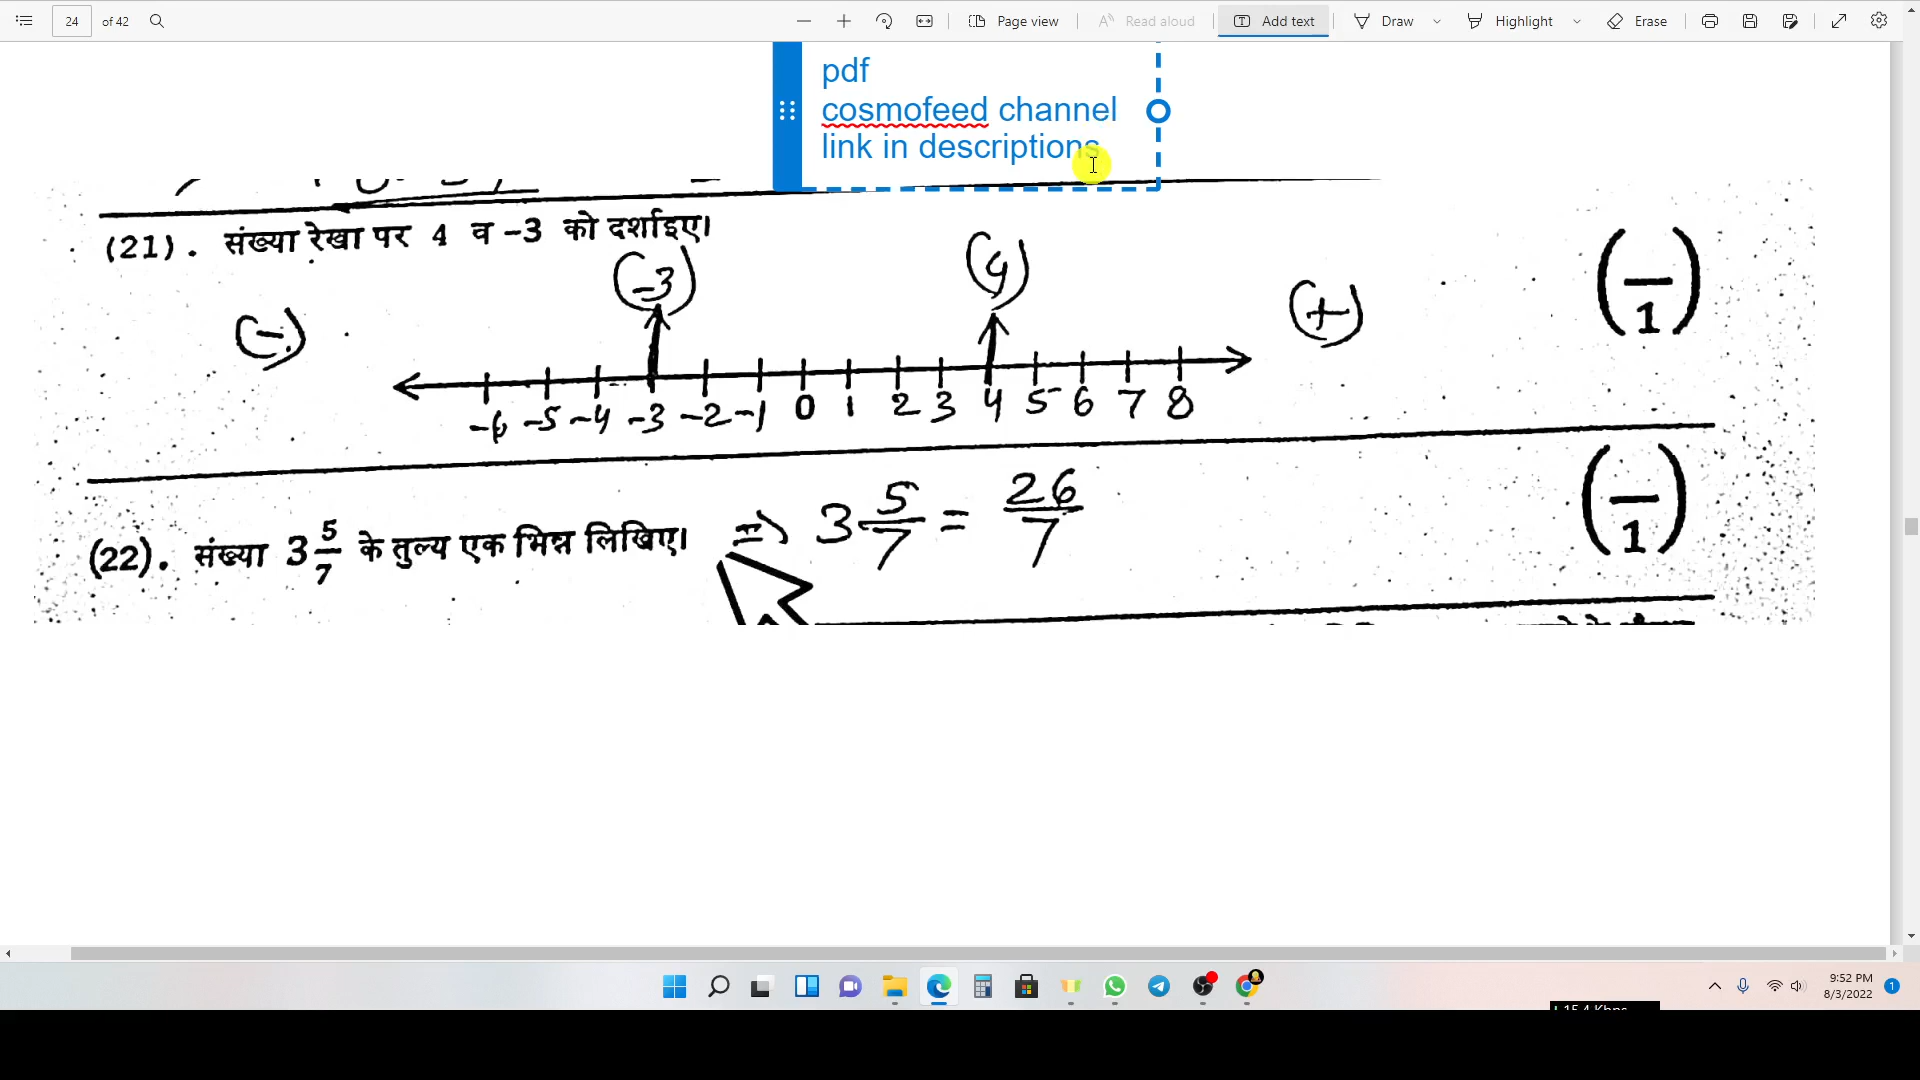 24 of 42 Page view Read aloud Add text Draw Highlight Erase
pdf
cosmofeed channel
link in descriptions
(21). संख्या रेखा पर 4 व -3 को दर्शाइए।
(-3) (4)
(-) (+)
(—/1)
-6 -5 -4 -3 -2 -1 0 1 2 3 4 5 6 7 8
(22). संख्या 3 5/7 के तुल्य एक भिन्न लिखिए। => 3 5/7 = 26/7
(—/1)
9:52 PM
8/3/2022 1